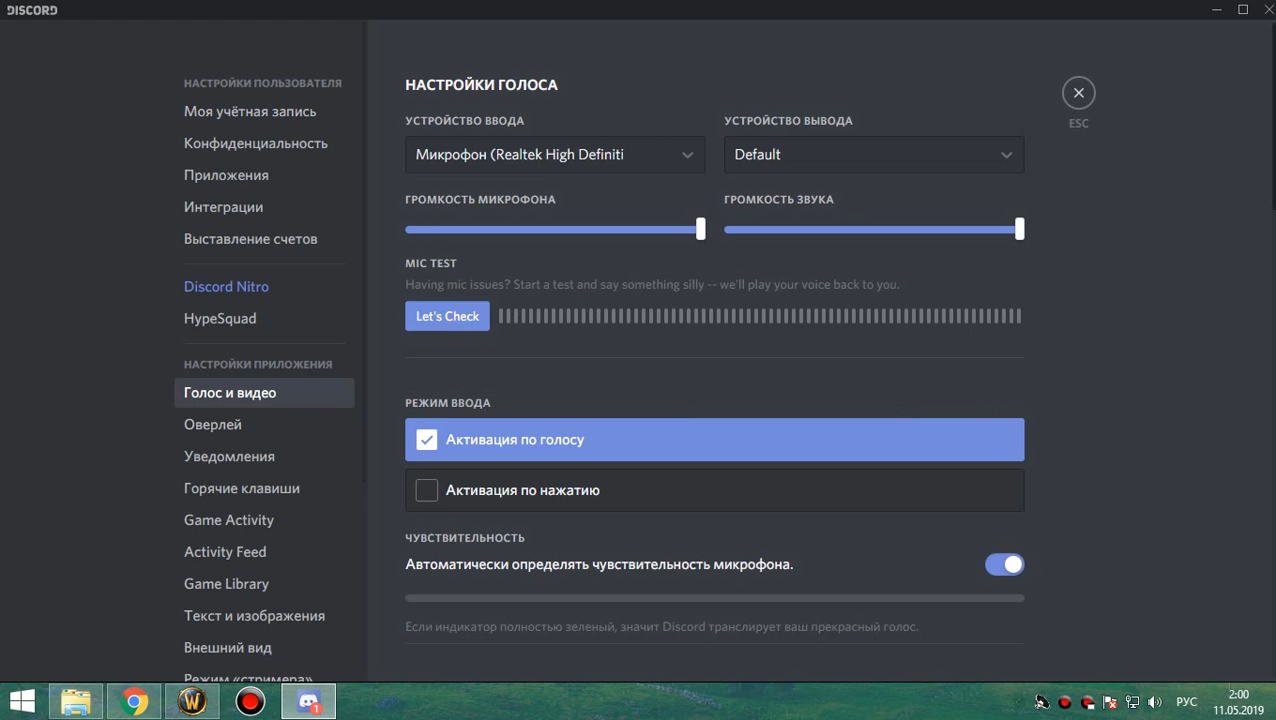 DISCORD
НАСТРОЙКИ ПОЛЬЗОВАТЕЛЯ
Моя учётная запись
Конфиденциальность
Приложения
Интеграции
Выставление счетов
Discord Nitro
HypeSquad
НАСТРОЙКИ ПРИЛОЖЕНИЯ
Голос и видео
Оверлей
Уведомления
Горячие клавиши
Game Activity
Activity Feed
Game Library
Текст и изображения
Внешний вид
Режим «стримера»
НАСТРОЙКИ ГОЛОСА
УСТРОЙСТВО ВВОДА
УСТРОЙСТВО ВЫВОДА
Микрофон (Realtek High Definiti
Default
ГРОМКОСТЬ МИКРОФОНА
ГРОМКОСТЬ ЗВУКА
MIC TEST
Having mic issues? Start a test and say something silly -- we'll play your voice back to you.
Let's Check
РЕЖИМ ВВОДА
Активация по голосу
Активация по нажатию
ЧУВСТВИТЕЛЬНОСТЬ
Автоматически определять чувствительность микрофона.
Если индикатор полностью зеленый, значит Discord транслирует ваш прекрасный голос.
ESC
1
РУС
2:00
11.05.2019